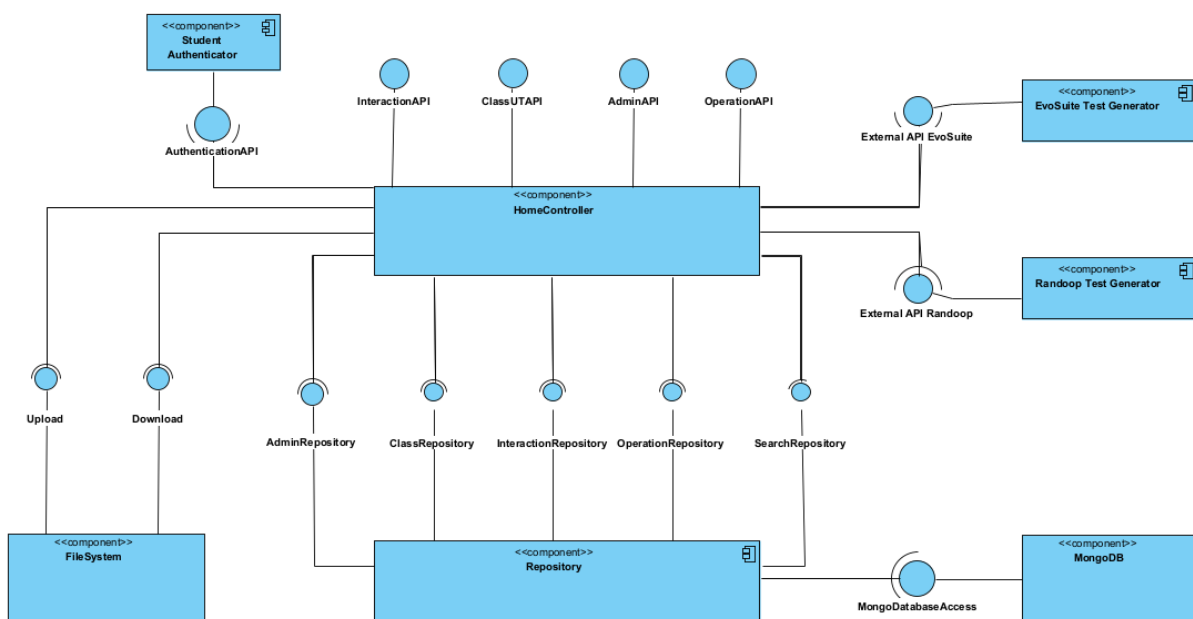 <<component>>
Student
Authenticator
InteractionAPI
ClassUTAPI
AdminAPI
OperationAPI
<<component>>
EvoSuite Test Generator
External API EvoSuite
AuthenticationAPI
<<component>>
HomeController
<<component>>
Randoop Test Generator
External API Randoop
Upload
Download
AdminRepository
ClassRepository
InteractionRepository
OperationRepository
SearchRepository
<<component>>
FileSystem
<<component>>
Repository
<<component>>
MongoDB
MongoDatabaseAccess